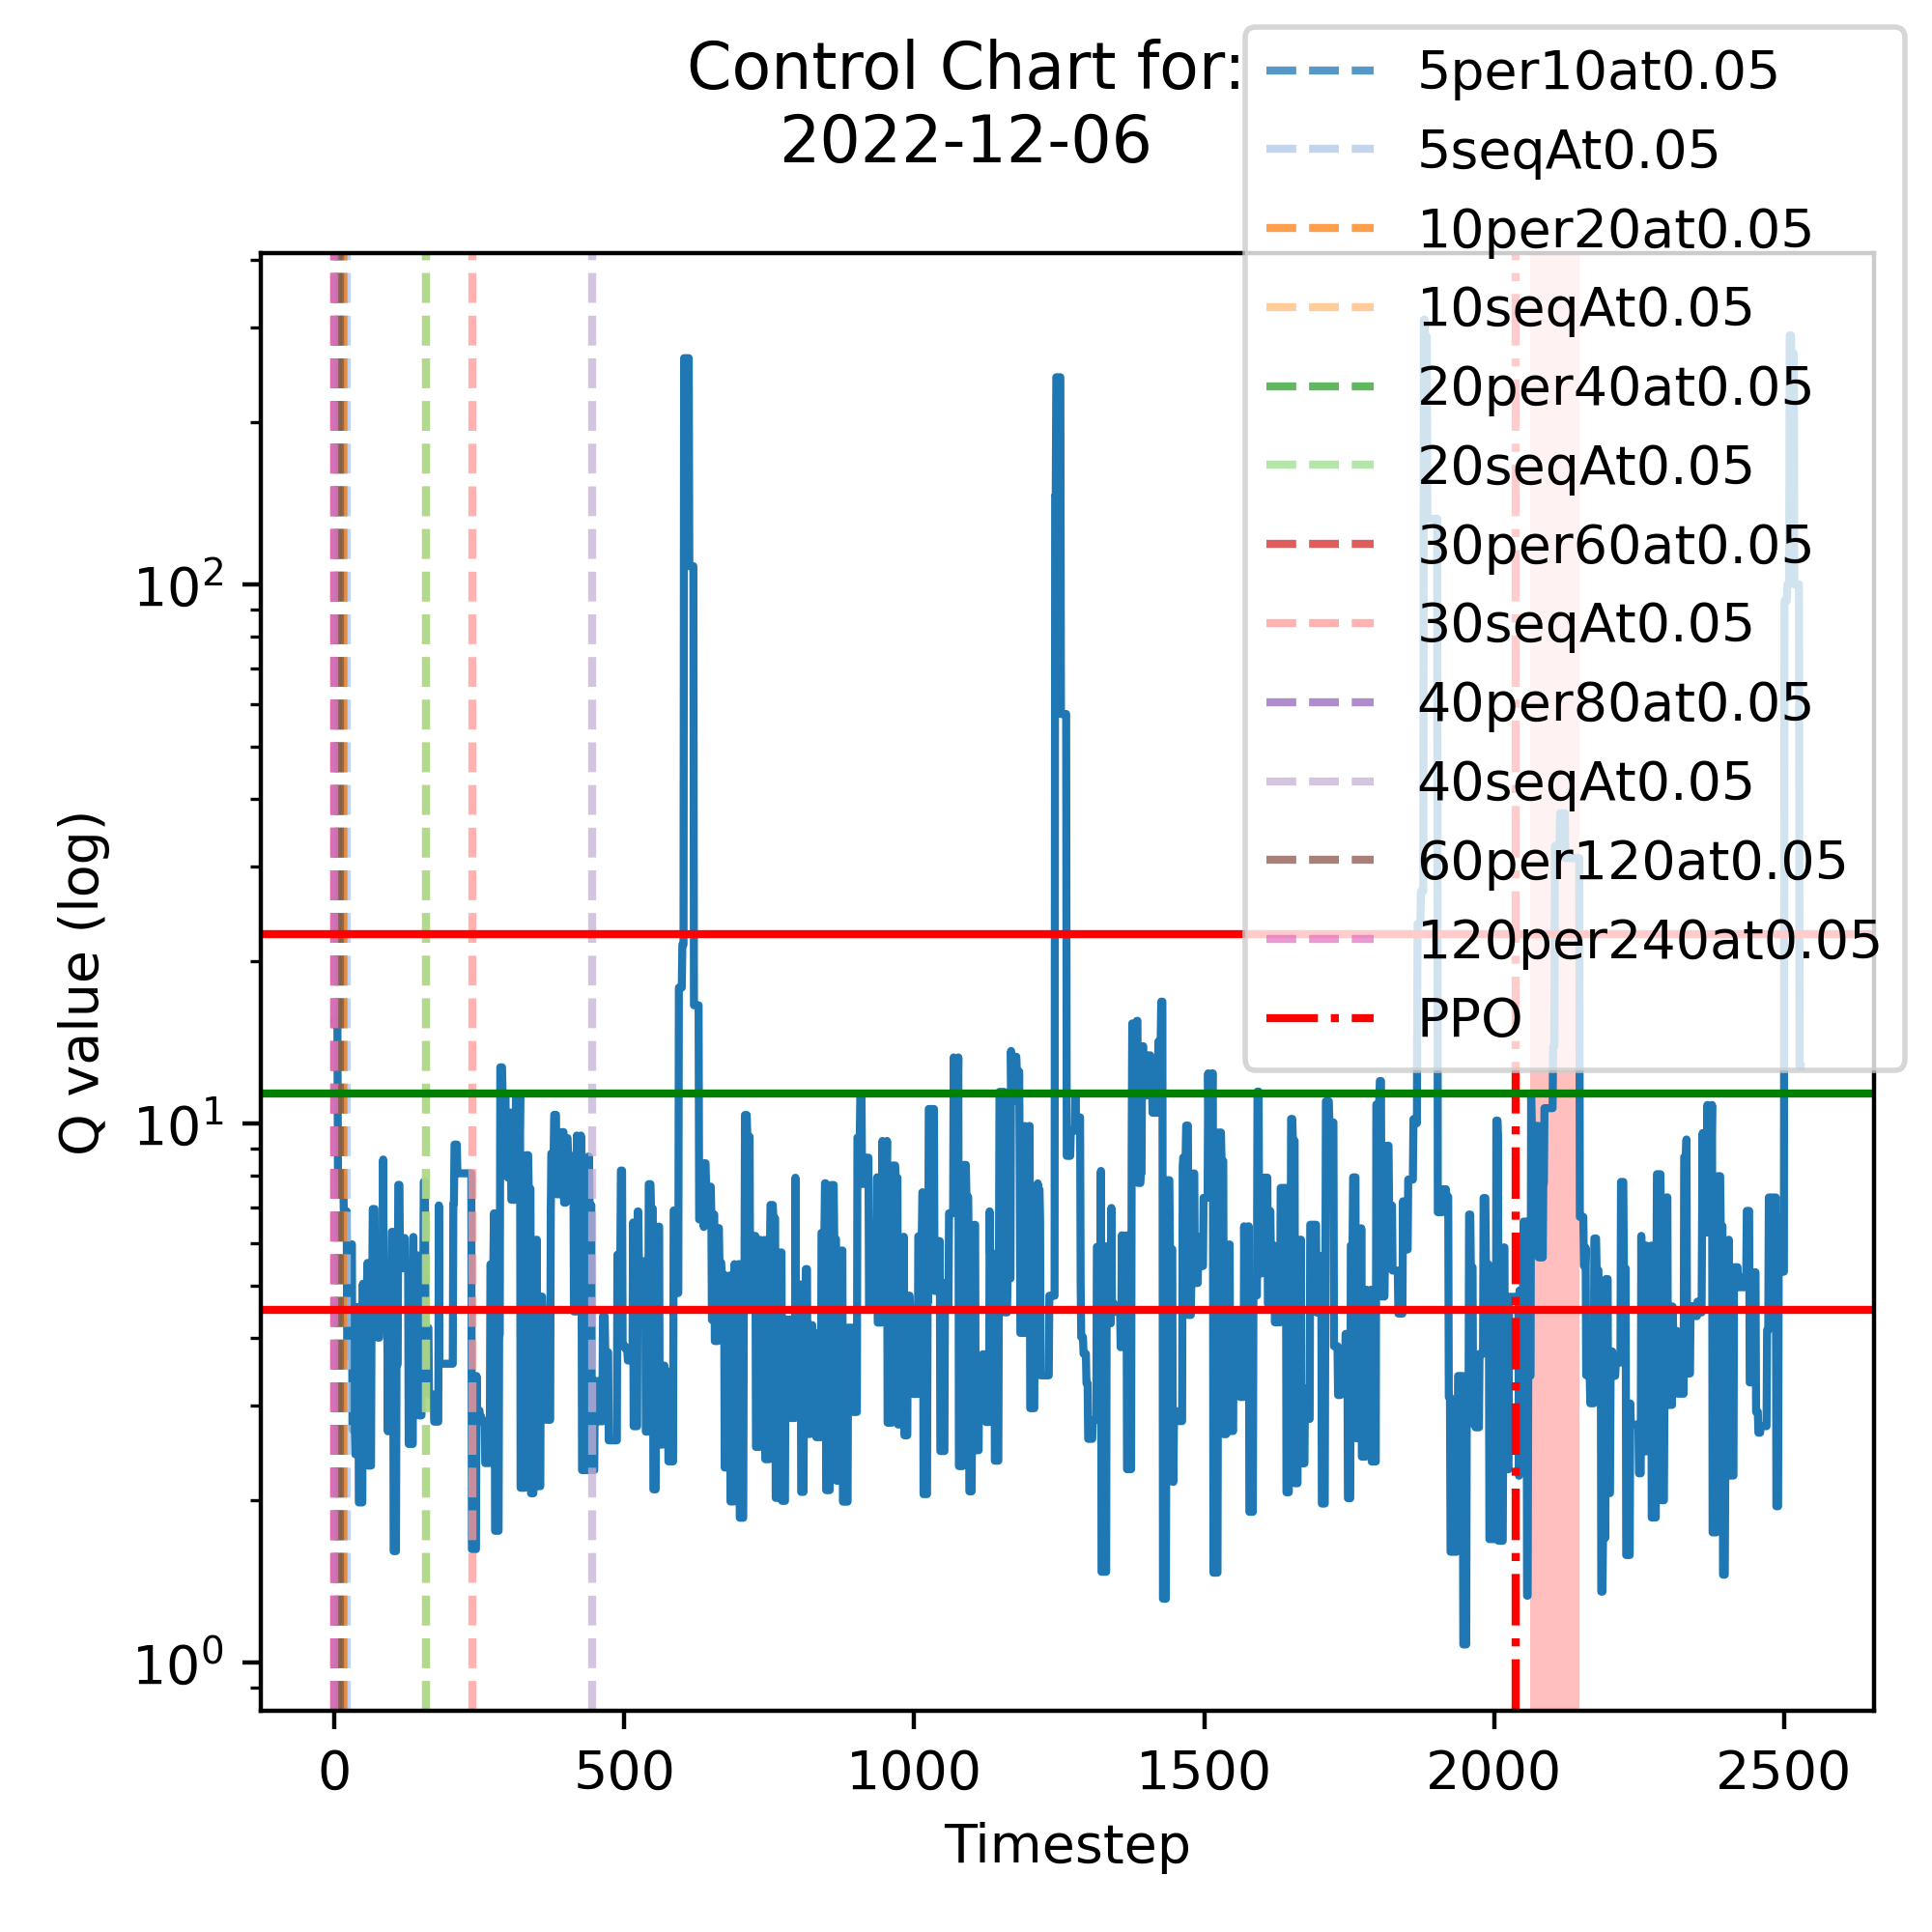 Control Chart for:
2022-12-06
5per10at0.05
5seqAt0.05
10per20at0.05
10seqAt0.05
20per40at0.05
20seqAt0.05
30per60at0.05
30seqAt0.05
40per80at0.05
40seqAt0.05
60per120at0.05
120per240at0.05
PPO
Q value (log)
10²
10¹
10⁰
0 500 1000 1500 2000 2500
Timestep